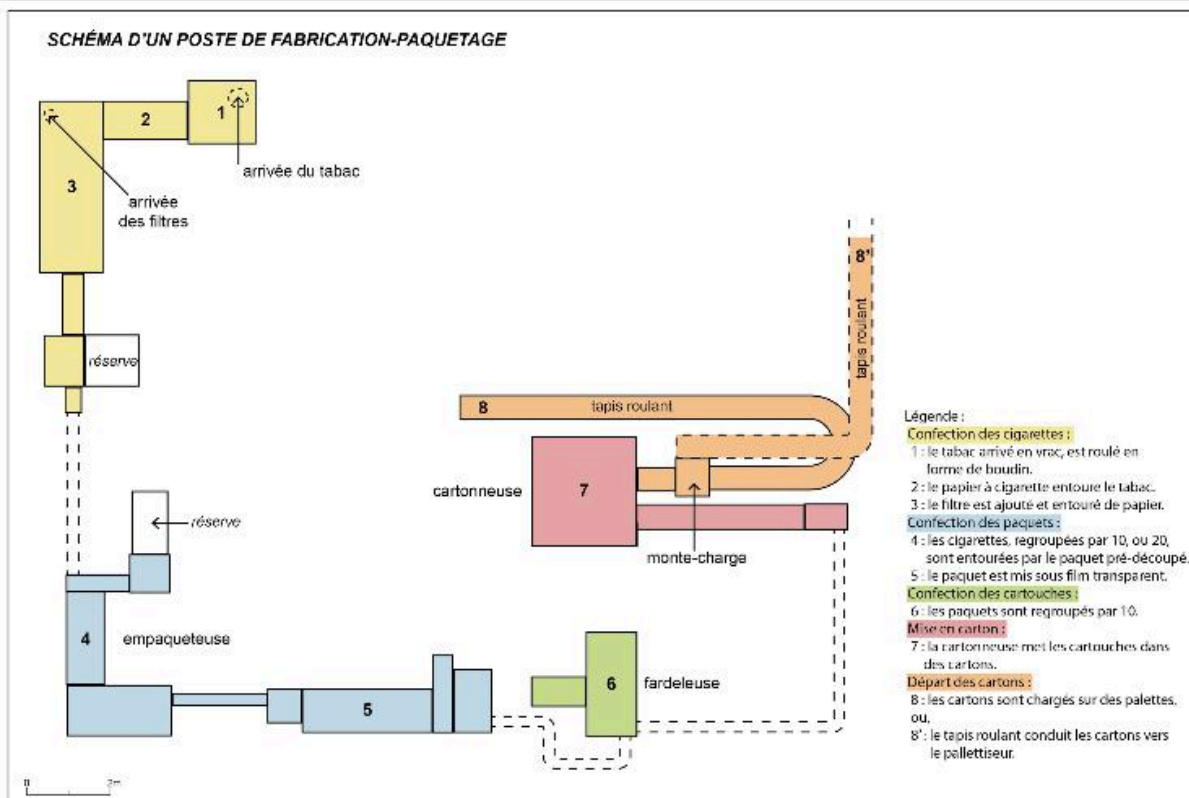 SCHÉMA D'UN POSTE DE FABRICATION-PAQUETAGE
1
2
3
arrivée du tabac
arrivée
des filtres
réserve
8'
tapis roulant
8
tapis roulant
cartonneuse
7
monte-charge
réserve
4
empaqueteuse
5
6
fardeleuse
0
2m
Légende :
Confection des cigarettes :
1 : le tabac arrivé en vrac, est roulé en
forme de boudin.
2 : le papier à cigarette entoure le tabac.
3 : le filtre est ajouté et entouré de papier.
Confection des paquets :
4 : les cigarettes, regroupées par 10, ou 20,
sont entourées par le paquet pré-découpé.
5 : le paquet est mis sous film transparent.
Confection des cartouches :
6 : les paquets sont regroupés par 10.
Mise en carton :
7 : la cartonneuse met les cartouches dans
des cartons.
Départ des cartons :
8 : les cartons sont chargés sur des palettes,
ou,
8' : le tapis roulant conduit les cartons vers
le pallettiseur.